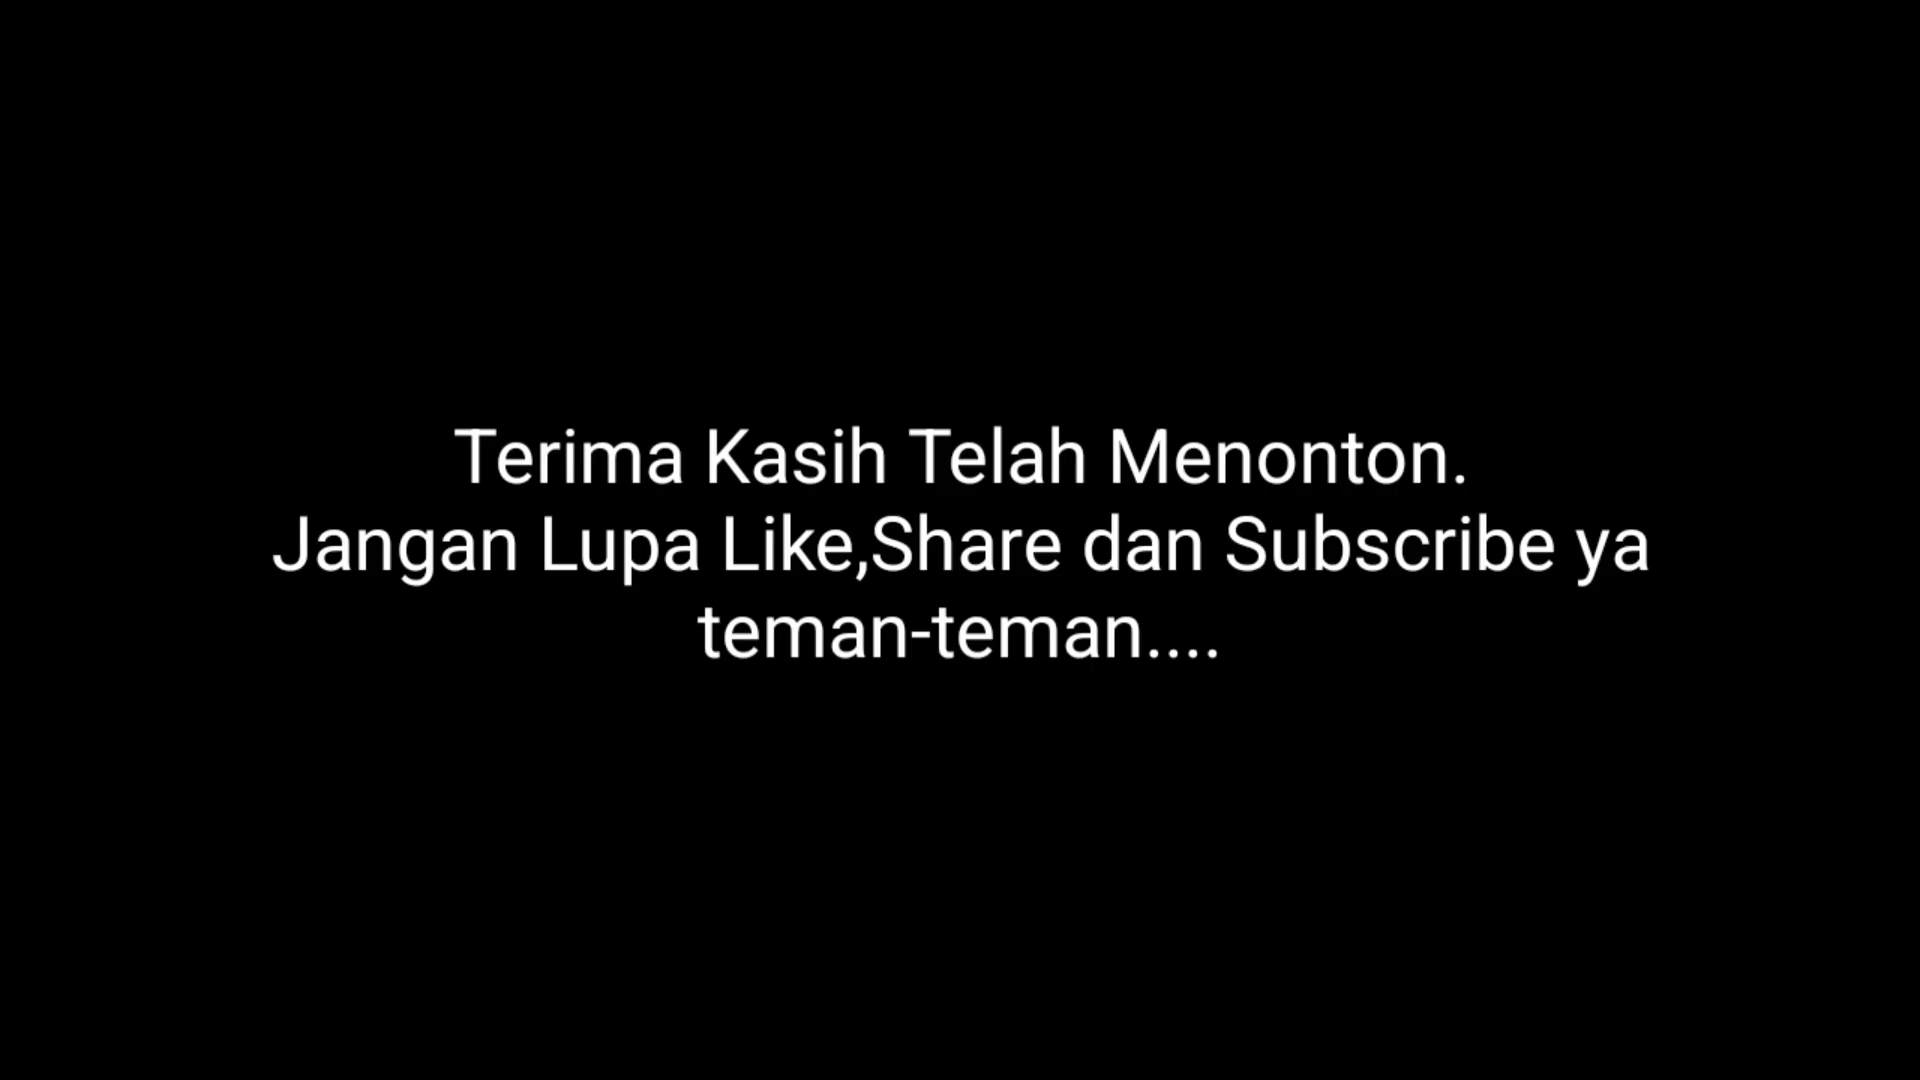 Terima Kasih Telah Menonton.
Jangan Lupa Like,Share dan Subscribe ya
teman-teman....